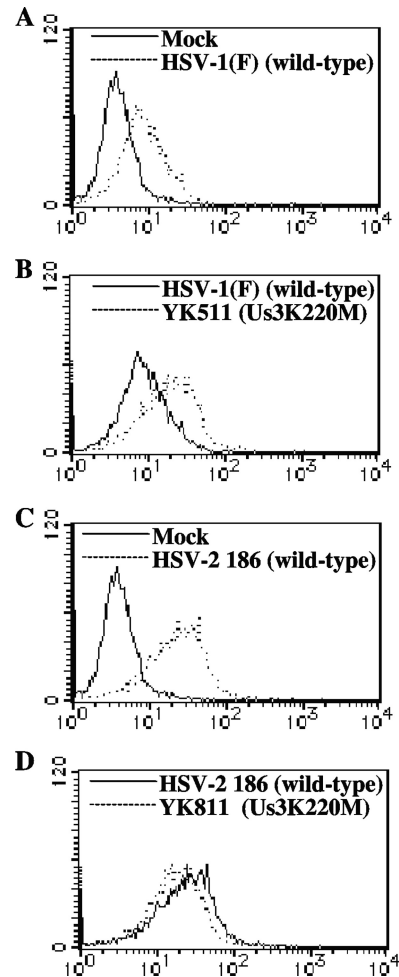 A
120
Mock
HSV-1(F) (wild-type)
0
10^0 10^1 10^2 10^3 10^4
B
120
HSV-1(F) (wild-type)
YK511 (Us3K220M)
0
10^0 10^1 10^2 10^3 10^4
C
120
Mock
HSV-2 186 (wild-type)
0
10^0 10^1 10^2 10^3 10^4
D
120
HSV-2 186 (wild-type)
YK811 (Us3K220M)
0
10^0 10^1 10^2 10^3 10^4